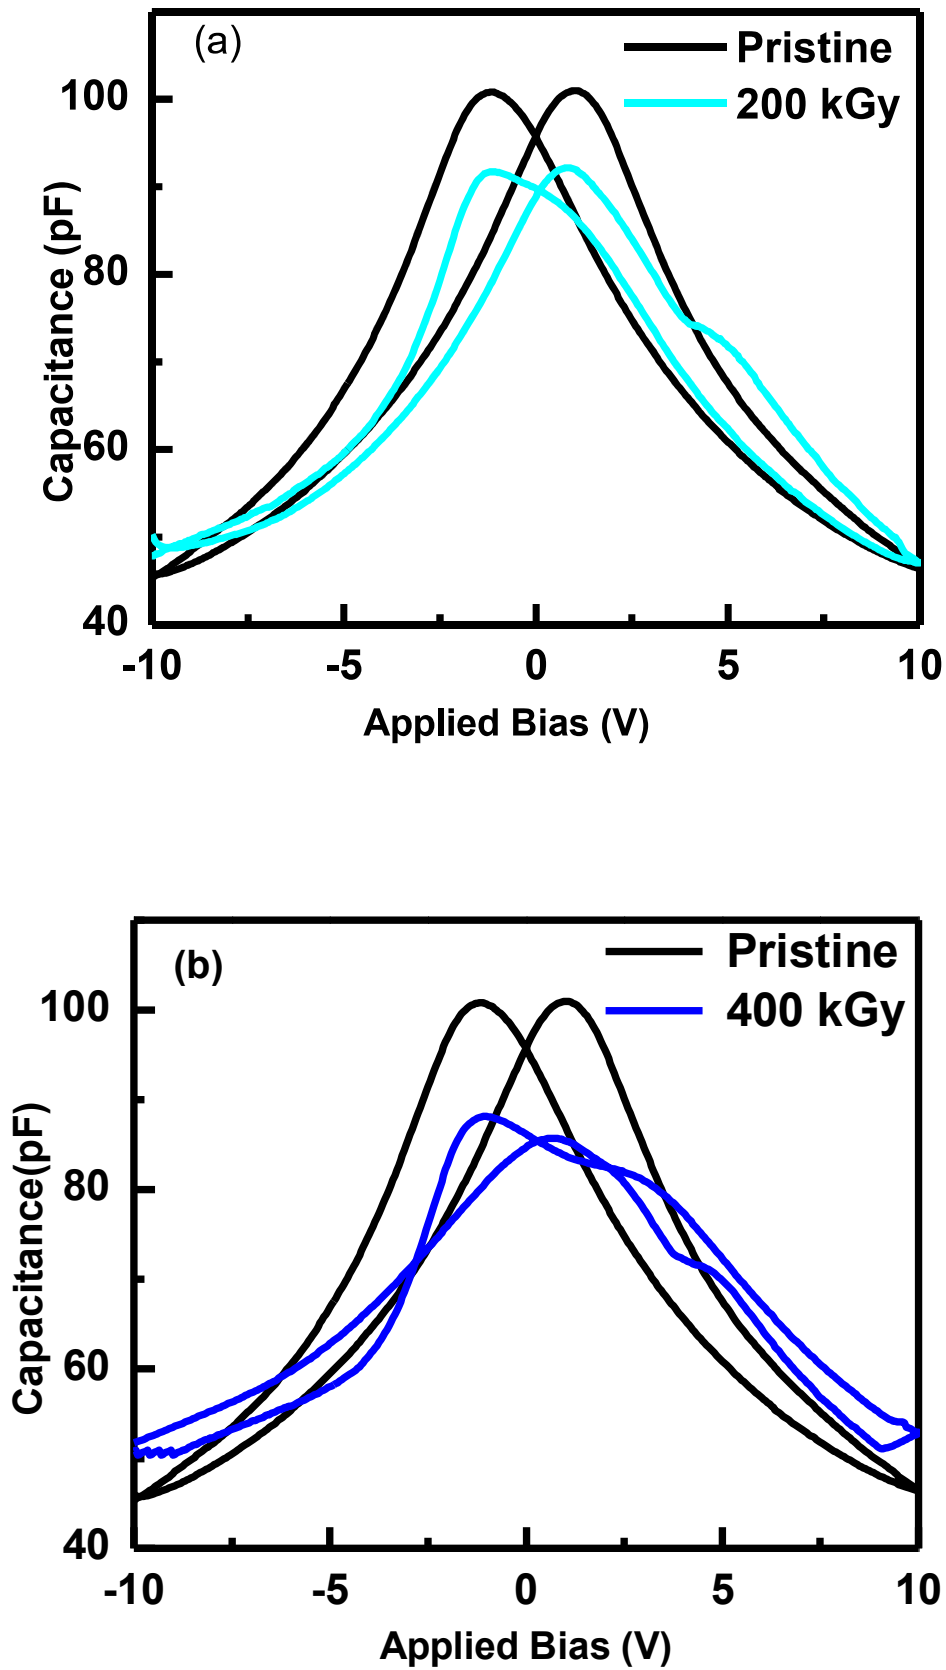 (a)
Pristine
200 kGy
100
80
60
40
Capacitance (pF)
-10 -5 0 5 10
Applied Bias (V)
(b)
Pristine
400 kGy
100
80
60
40
Capacitance(pF)
-10 -5 0 5 10
Applied Bias (V)